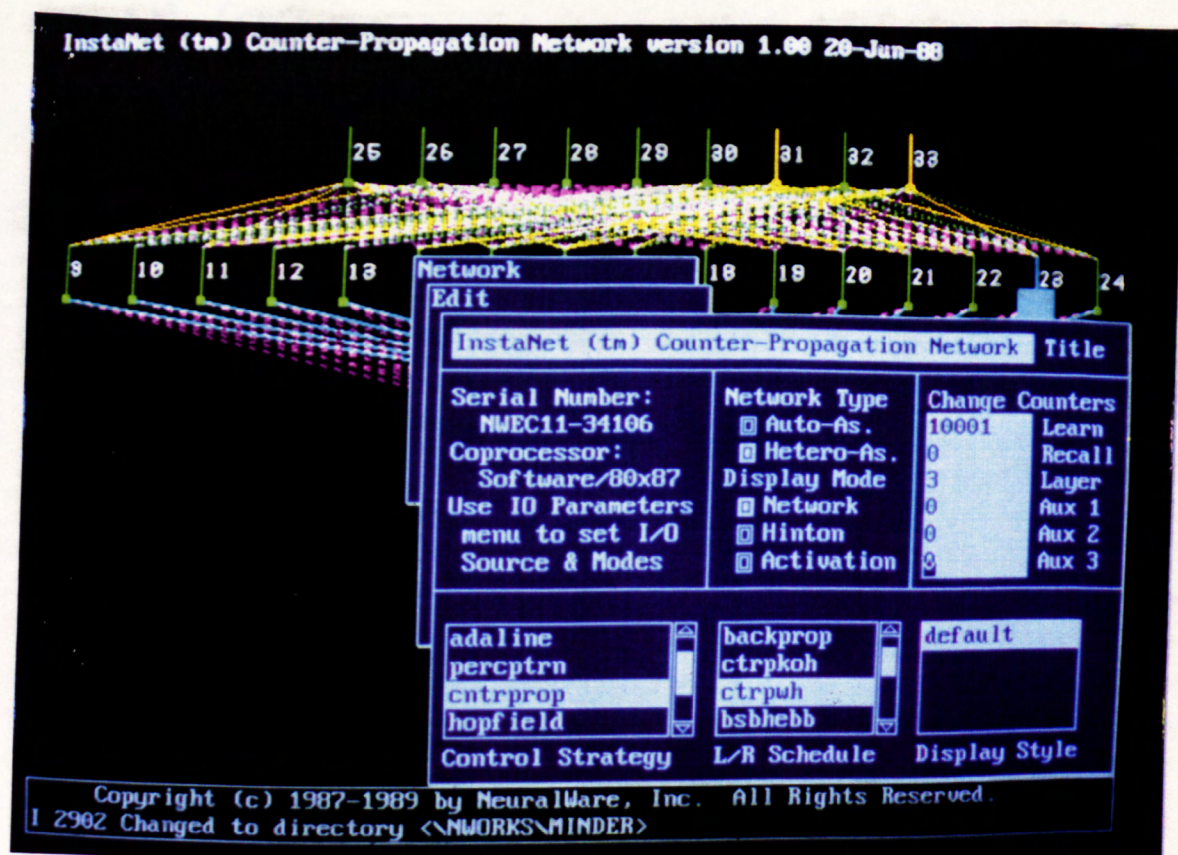 InstaNet (tm) Counter-Propagation Network version 1.00 20-Jun-88
25 26 27 28 29 30 31 32 33
9 10 11 12 13 18 19 20 21 22 23 24
Network
Edit
InstaNet (tm) Counter-Propagation Network Title
Serial Number:
NWEC11-34106
Coprocessor:
Software/80x87
Use IO Parameters
menu to set I/O
Source & Modes
Network Type
Auto-As.
Hetero-As.
Display Mode
Network
Hinton
Activation
Change Counters
10001 Learn
0 Recall
3 Layer
0 Aux 1
0 Aux 2
0 Aux 3
adaline
percptrn
cntrprop
hopfield
Control Strategy
backprop
ctrpkoh
ctrpwh
bsbhebb
L/R Schedule
default
Display Style
Copyright (c) 1987-1989 by NeuralWare, Inc. All Rights Reserved.
I 2902 Changed to directory <\NWORKS\MINDER>